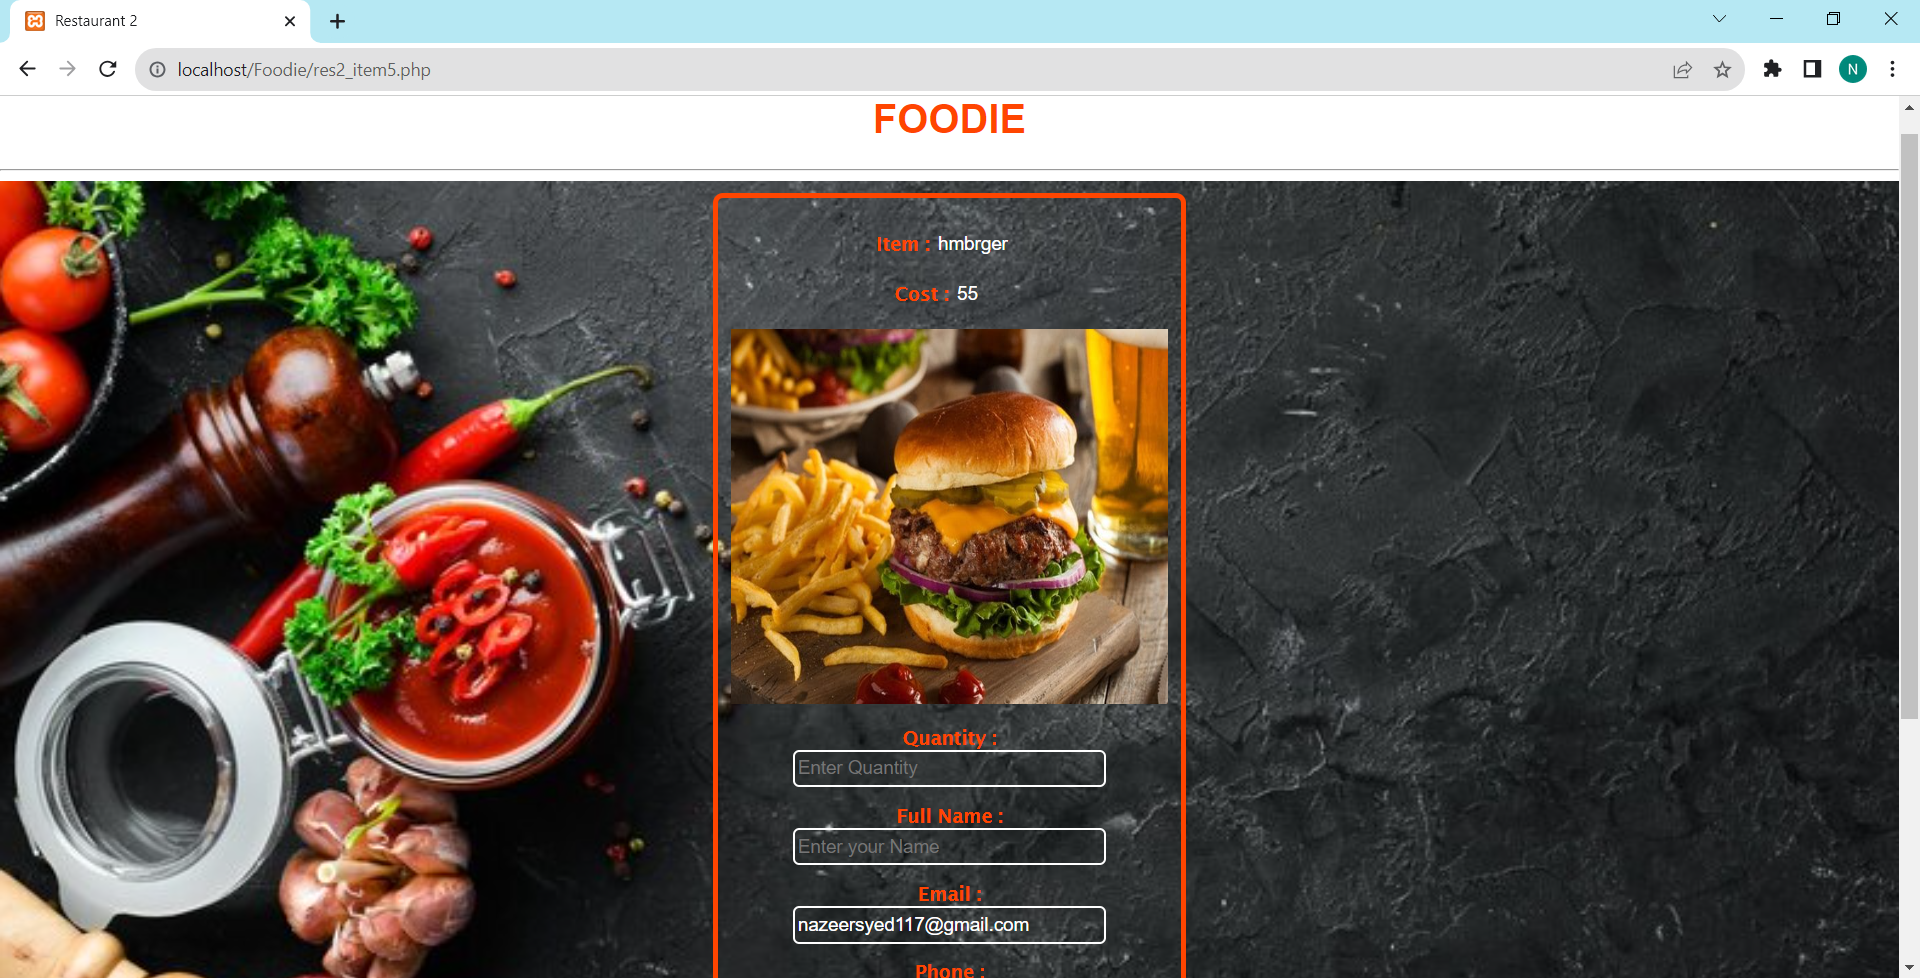 Restaurant 2
localhost/Foodie/res2_item5.php
N
FOODIE
Item : hmbrger
Cost : 55
Quantity :
Enter Quantity
Full Name :
Enter your Name
Email :
nazeersyed117@gmail.com
Phone :